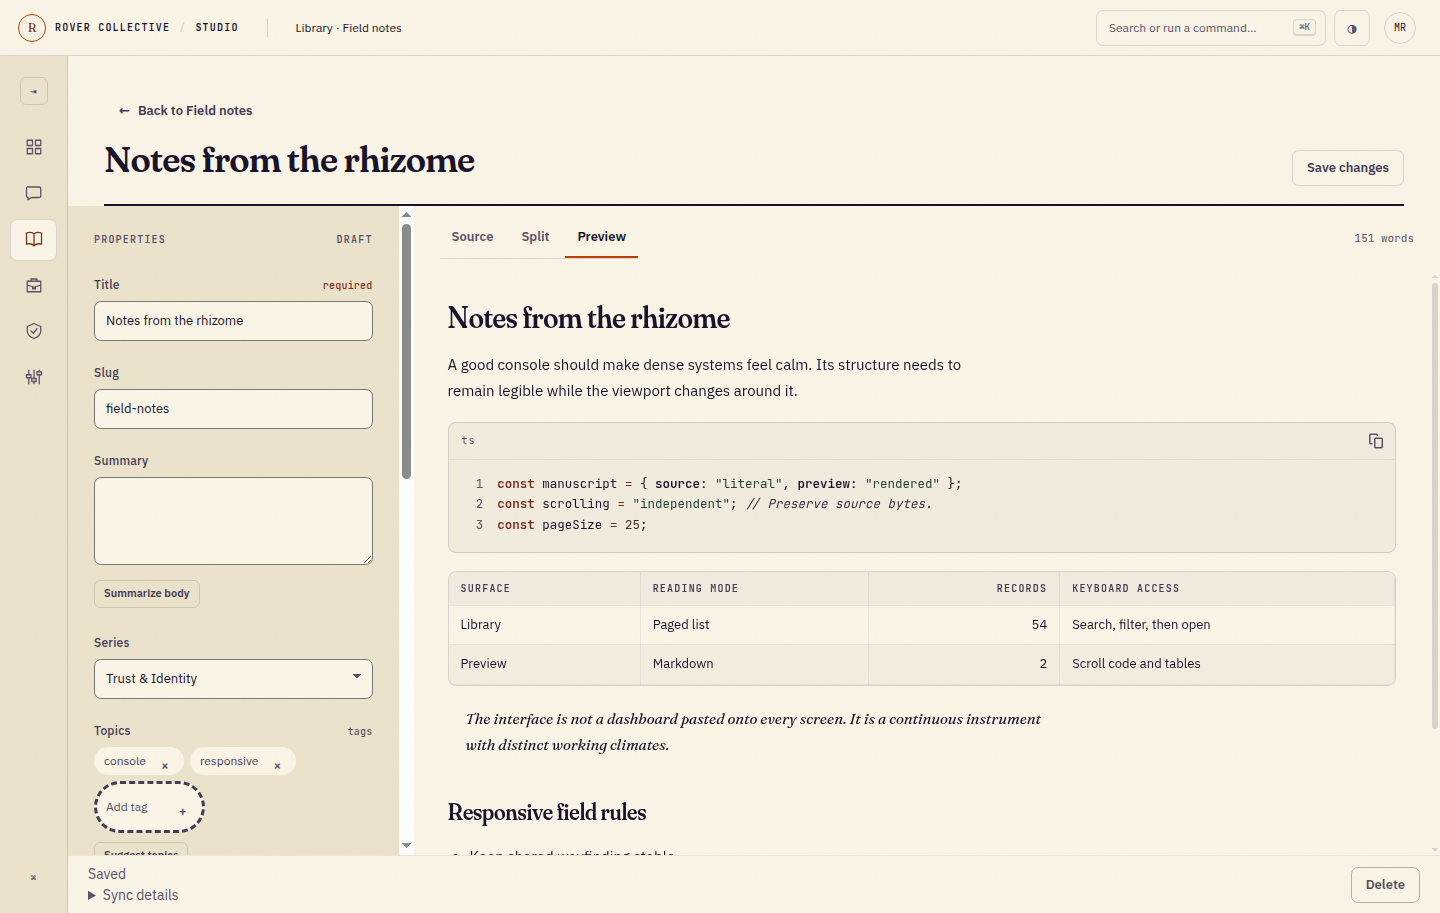 R ROVER COLLECTIVE / STUDIO
Library · Field notes
Search or run a command... ⌘K
MR
← Back to Field notes
Notes from the rhizome
Save changes
PROPERTIES DRAFT
Title required
Notes from the rhizome
Slug
field-notes
Summary
Summarize body
Series
Trust & Identity
Topics tags
console × responsive ×
Add tag +
Suggest topics
Source Split Preview
151 words
Notes from the rhizome
A good console should make dense systems feel calm. Its structure needs to
remain legible while the viewport changes around it.
ts
1 const manuscript = { source: "literal", preview: "rendered" };
2 const scrolling = "independent"; // Preserve source bytes.
3 const pageSize = 25;
SURFACE READING MODE RECORDS KEYBOARD ACCESS
Library Paged list 54 Search, filter, then open
Preview Markdown 2 Scroll code and tables
The interface is not a dashboard pasted onto every screen. It is a continuous instrument
with distinct working climates.
Responsive field rules
• Keep shared wayfinding stable
⌘
Saved
▶ Sync details
Delete